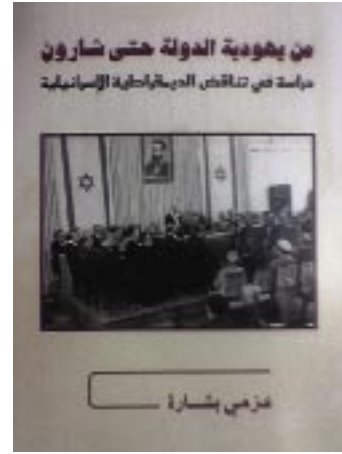 من يهودية الدولة حتى شارون
دراسة في تناقض الديمقراطية الإسرائيلية
عزمي بشارة